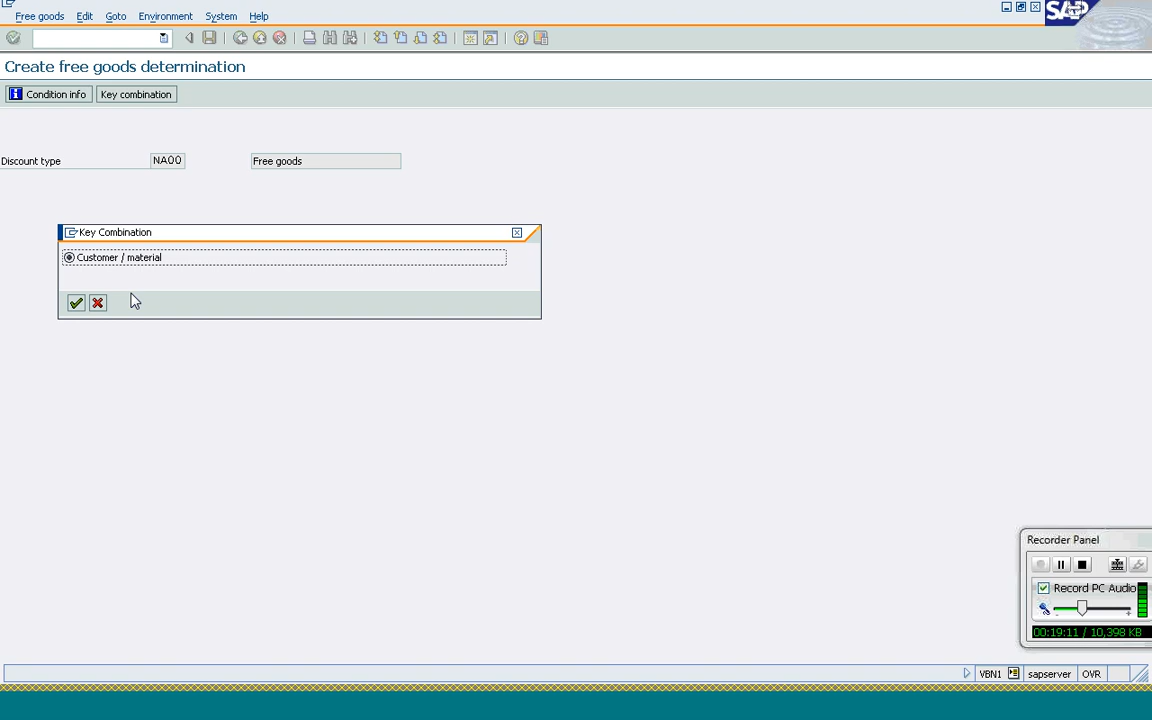 Free goods Edit Goto Environment System Help
SAP
Create free goods determination
Condition info Key combination
Discount type NA00 Free goods
Key Combination
Customer / material
Recorder Panel
Record PC Audio
00:19:11 / 10,398 KB
VBN1 sapserver OVR